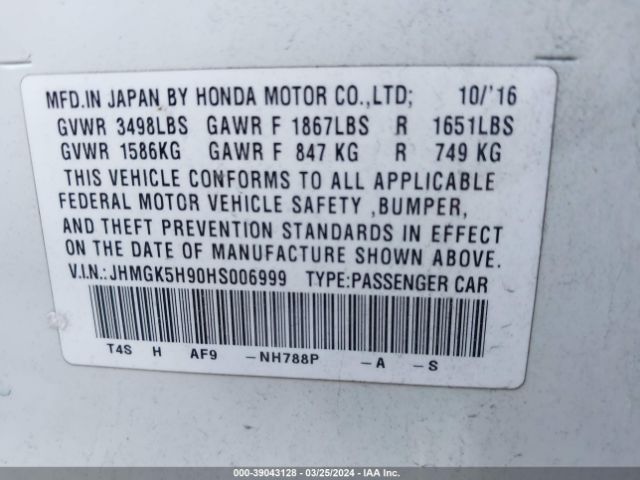 MFD.IN JAPAN BY HONDA MOTOR CO.,LTD; 10/'16
GVWR 3498LBS GAWR F 1867LBS R 1651LBS
GVWR 1586KG GAWR F 847 KG R 749 KG
THIS VEHICLE CONFORMS TO ALL APPLICABLE
FEDERAL MOTOR VEHICLE SAFETY ,BUMPER,
AND THEFT PREVENTION STANDARDS IN EFFECT
ON THE DATE OF MANUFACTURE SHOWN ABOVE.
V.I.N.:JHMGK5H90HS006999 TYPE:PASSENGER CAR
T4S H AF9 -NH788P -A -S
000-39043128 - 03/25/2024 - IAA Inc.